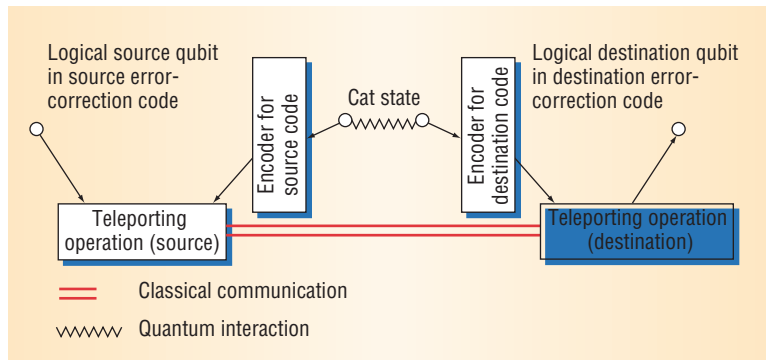 Logical source qubit
in source error-
correction code
Encoder for
source code
Cat state
Encoder for
destination code
Logical destination qubit
in destination error-
correction code
Teleporting
operation (source)
Teleporting operation
(destination)
Classical communication
Quantum interaction